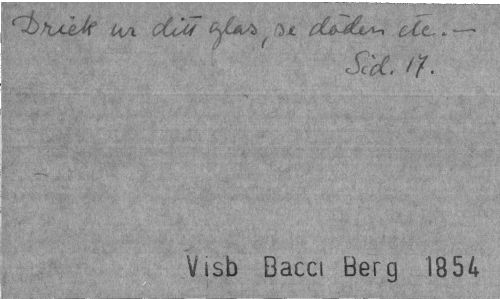 Drick ur ditt glas, se döden etc. —
Sid. 17.
Visb Bacci Berg 1854